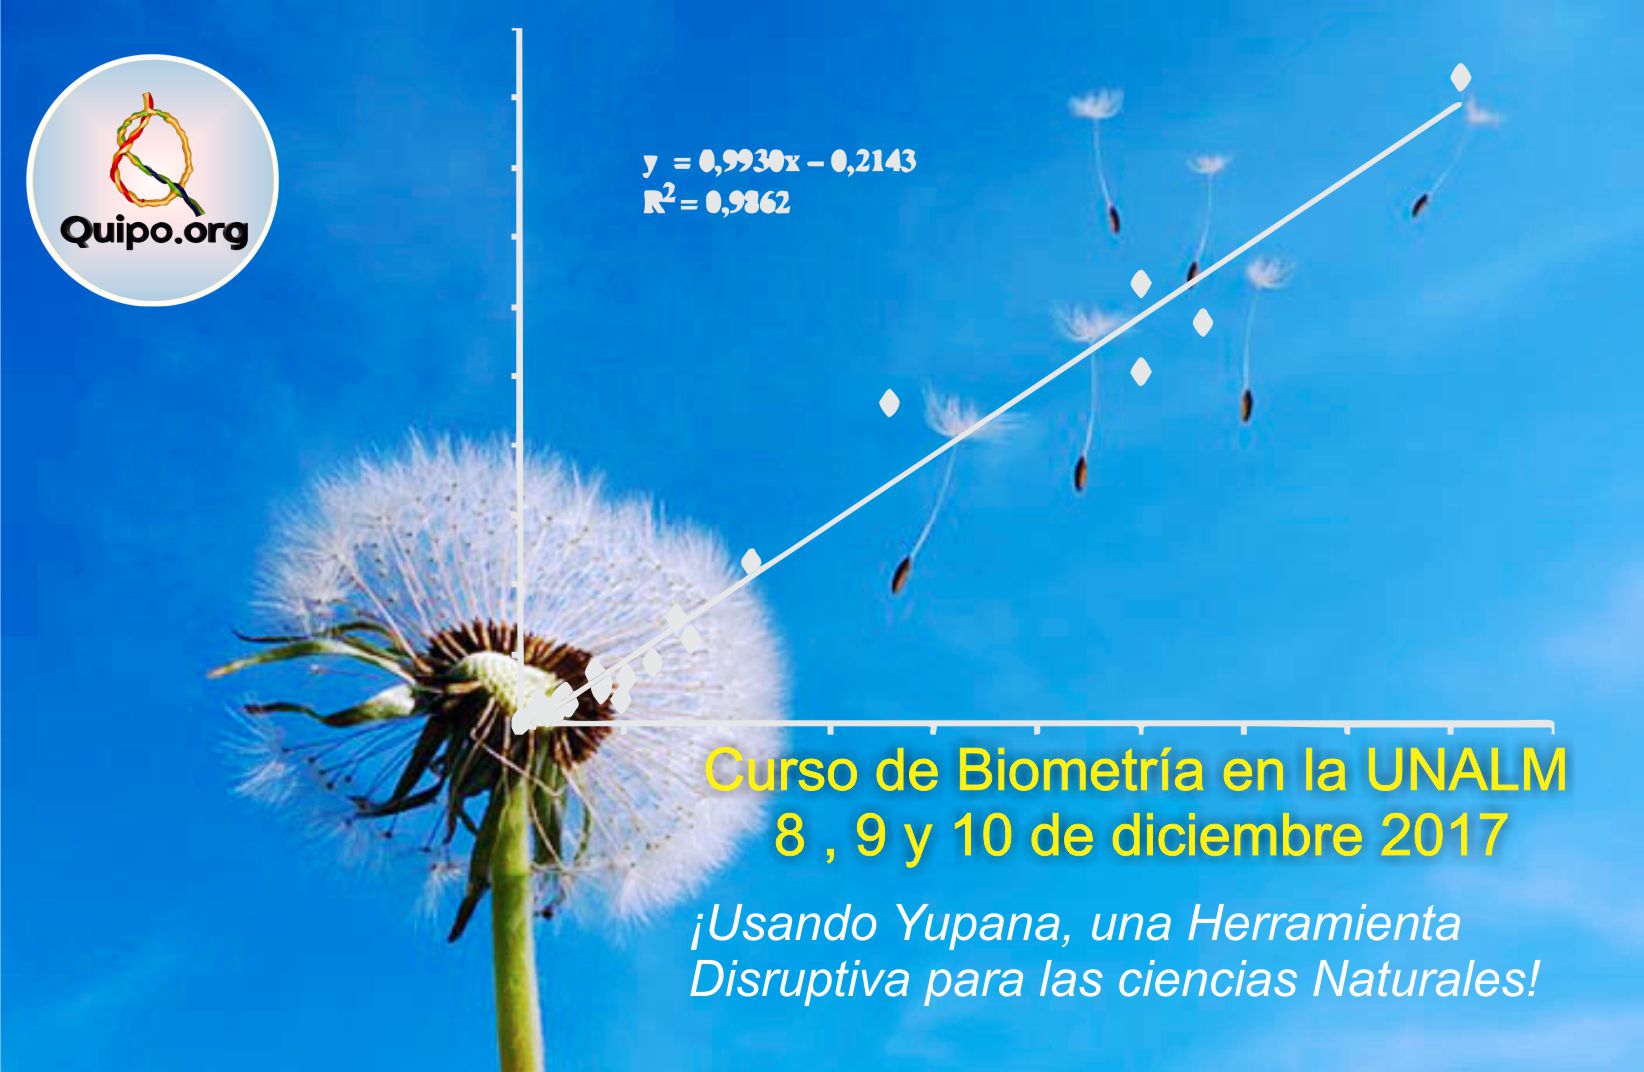 Quipo.org
y = 0,9930x – 0,2143
R² = 0,9862
Curso de Biometría en la UNALM
8 , 9 y 10 de diciembre 2017
¡Usando Yupana, una Herramienta
Disruptiva para las ciencias Naturales!